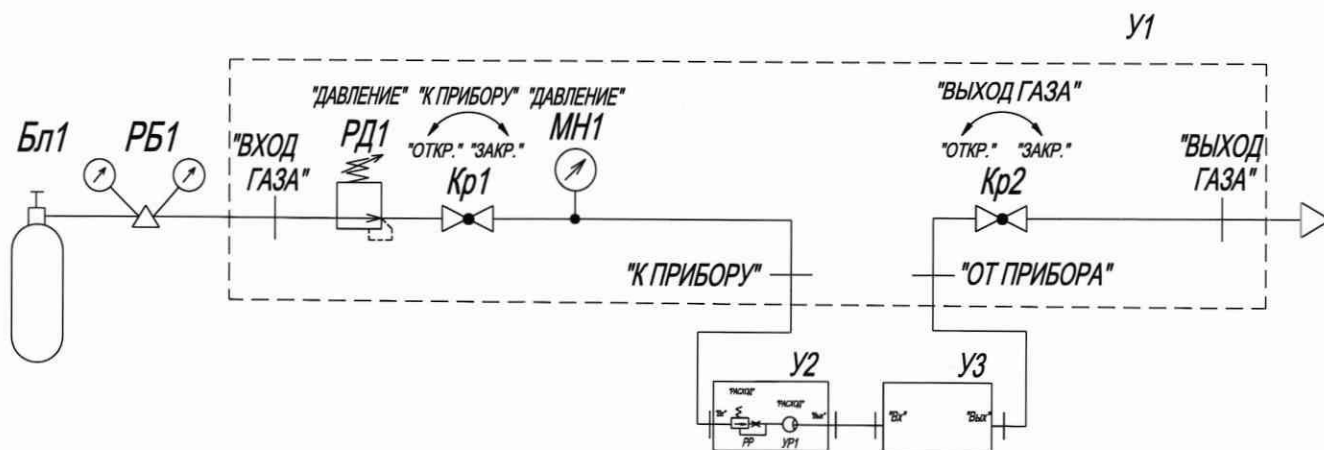 У1
"ДАВЛЕНИЕ" "К ПРИБОРУ" "ДАВЛЕНИЕ"
"ВЫХОД ГАЗА"
Бл1
РБ1
"ВХОД
ГАЗА"
РД1
"ОТКР." "ЗАКР."
Кр1
МН1
"ОТКР." "ЗАКР."
Кр2
"ВЫХОД
ГАЗА"
"К ПРИБОРУ"
"ОТ ПРИБОРА"
У2
У3
"РАСХОД"
"РАСХОД"
"Вх"
"Вых"
"Вх"
"Вых"
РР
УР1